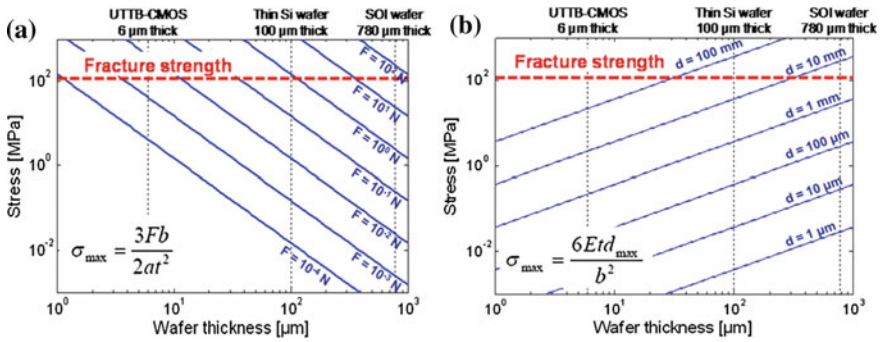 (a)
UTTB-CMOS
6 μm thick
Thin Si wafer
100 μm thick
SOI wafer
780 μm thick
Fracture strength
F = 10² N
F = 10¹ N
F = 10⁰ N
F = 10⁻¹ N
F = 10⁻² N
F = 10⁻³ N
F = 10⁻⁴ N
Stress [MPa]
10²
10⁰
10⁻²
σmax = 3Fb / 2at²
10⁰ 10¹ 10² 10³
Wafer thickness [μm]
(b)
UTTB-CMOS
6 μm thick
Thin Si wafer
100 μm thick
SOI wafer
780 μm thick
Fracture strength
d = 100 mm
d = 10 mm
d = 1 mm
d = 100 μm
d = 10 μm
d = 1 μm
Stress [MPa]
10²
10⁰
10⁻²
σmax = 6Etdmax / b²
10⁰ 10¹ 10² 10³
Wafer thickness [μm]